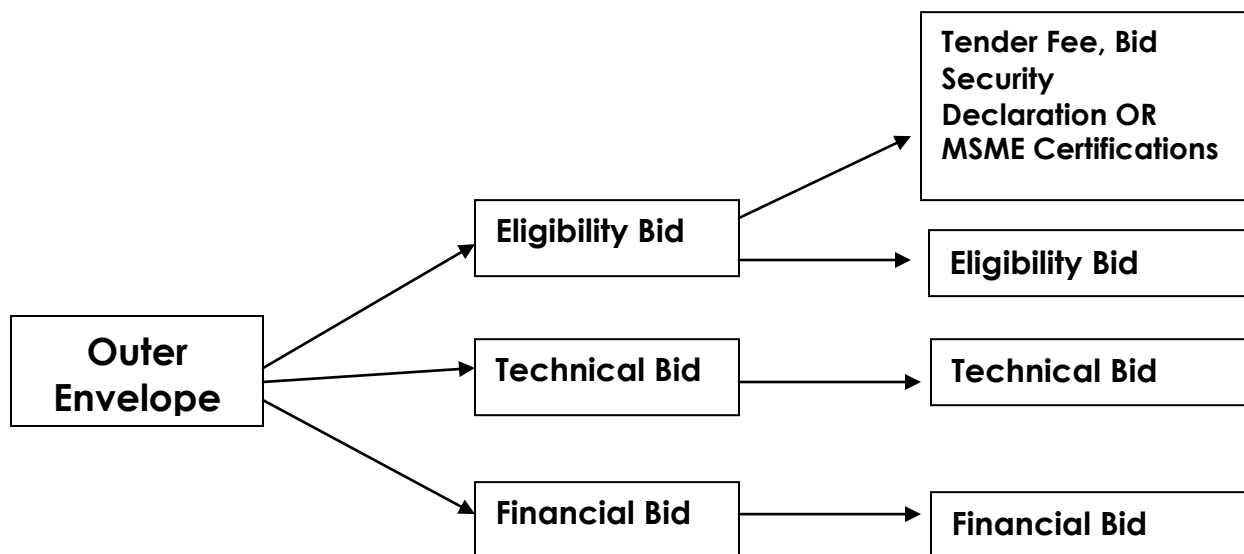 Tender Fee, Bid
Security
Declaration OR
MSME Certifications
Eligibility Bid
Eligibility Bid
Outer
Envelope
Technical Bid
Technical Bid
Financial Bid
Financial Bid